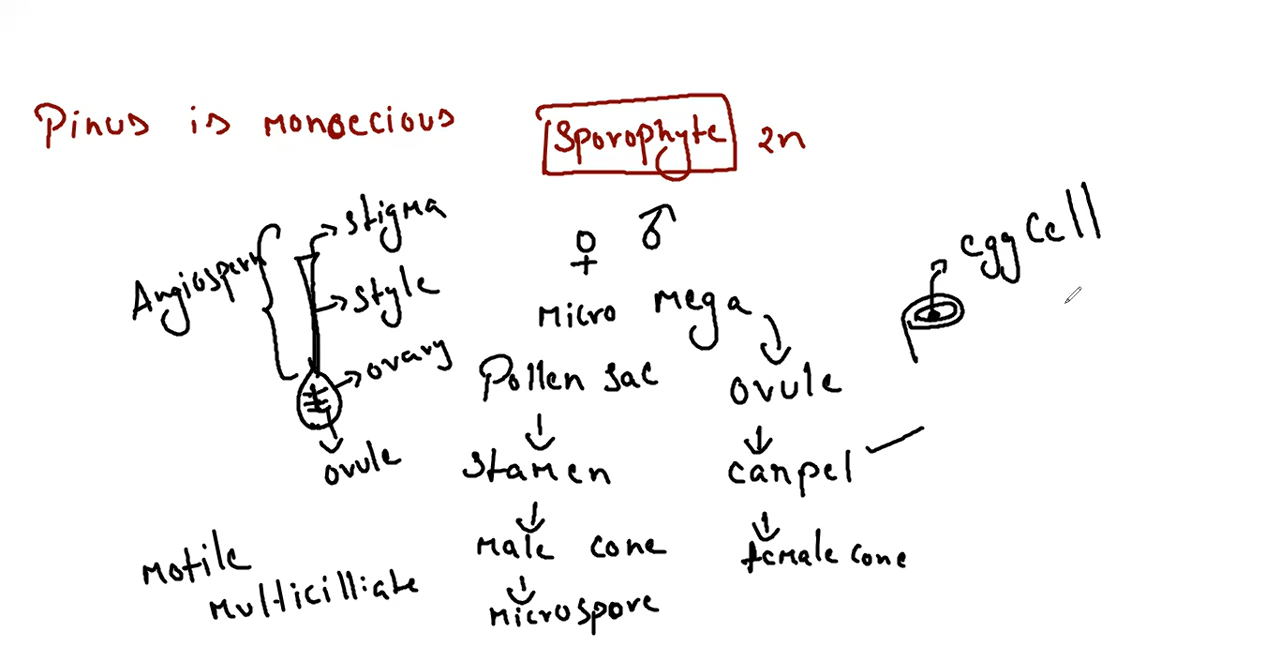 Pinus is monoecious
Sporophyte 2n
Angiosperm
stigma
style
ovary
ovule
♀ ♂
Micro Mega
Pollen sac
ovule
Stamen
canpel
Male cone
female cone
microspore
egg cell
Motile
Multicilliate